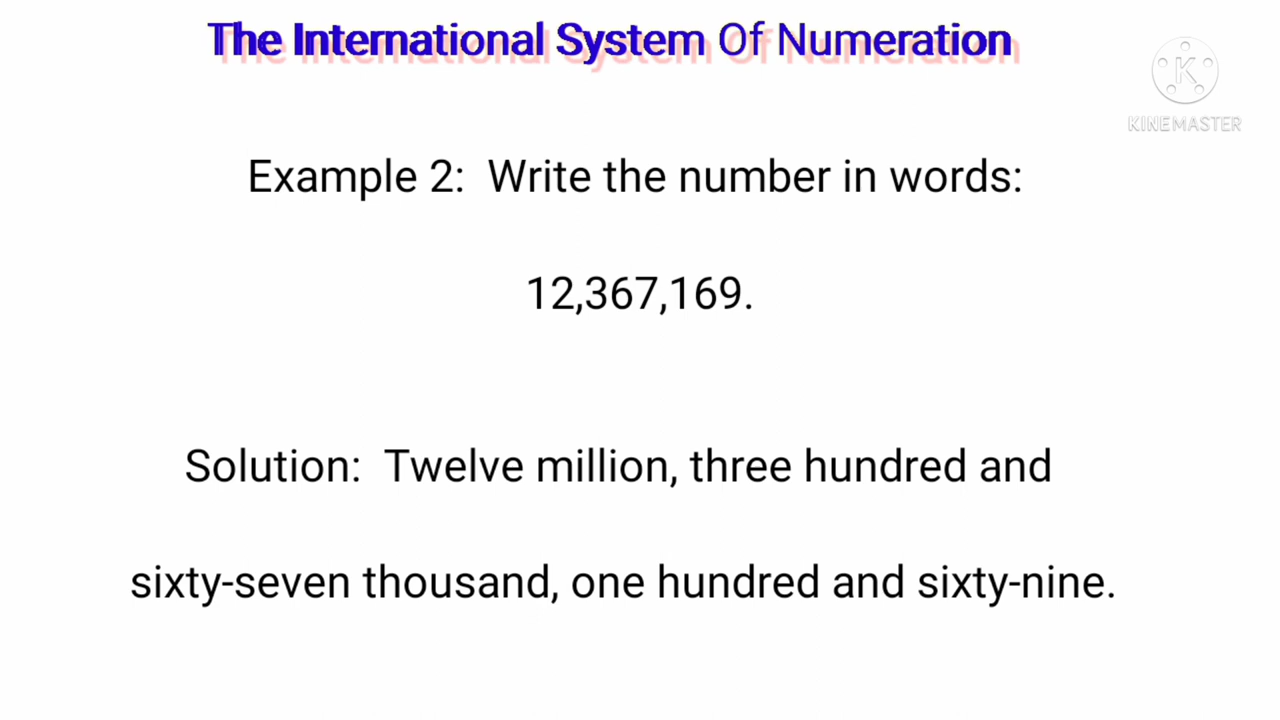 The International System Of Numeration
K
KINEMASTER
Example 2: Write the number in words:
12,367,169.
Solution: Twelve million, three hundred and
sixty-seven thousand, one hundred and sixty-nine.